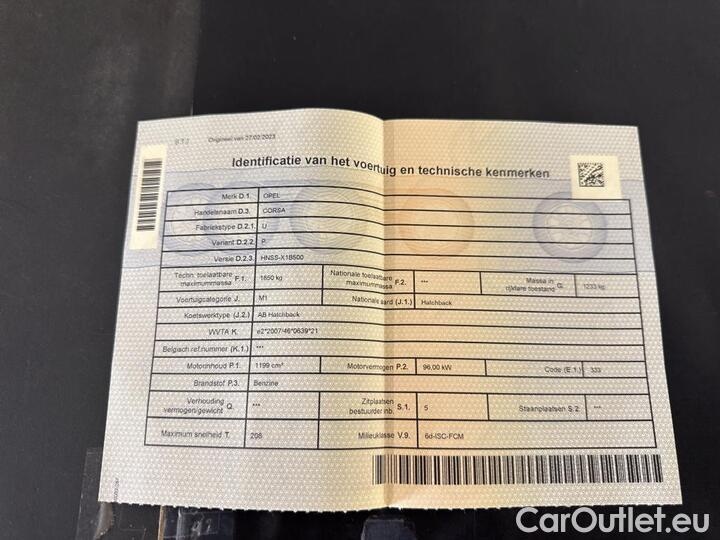 Origineel van 27/02/2023
Identificatie van het voertuig en technische kenmerken
Merk D.1. OPEL
Handelsnaam D.3. CORSA
Fabriekstype D.2.1. U
Variant D.2.2. P
Versie D.2.3. HNSS-X1B500
Techn. toelaatbare maximummassa F.1. 1650 kg Nationale toelaatbare maximummassa F.2. *** Massa in rijklare toestand G. 1233 kg
Voertuigcategorie J. M1 Nationale aard (J.1.) Hatchback
Koetswerktype (J.2.) AB Hatchback
WVTA K. e2*2007/46*0639*21
Belgisch ref.nummer (K.1.) ***
Motorinhoud P.1. 1199 cm³ Motorvermogen P.2. 96,00 kW Code (E.1.) 333
Brandstof P.3. Benzine
Verhouding vermogen/gewicht Q. *** Zitplaatsen bestuurder inb. S.1. 5 Staanplaatsen S.2. ***
Maximum snelheid T. 208 Milieuklasse V.9. 6d-ISC-FCM
CarOutlet.eu